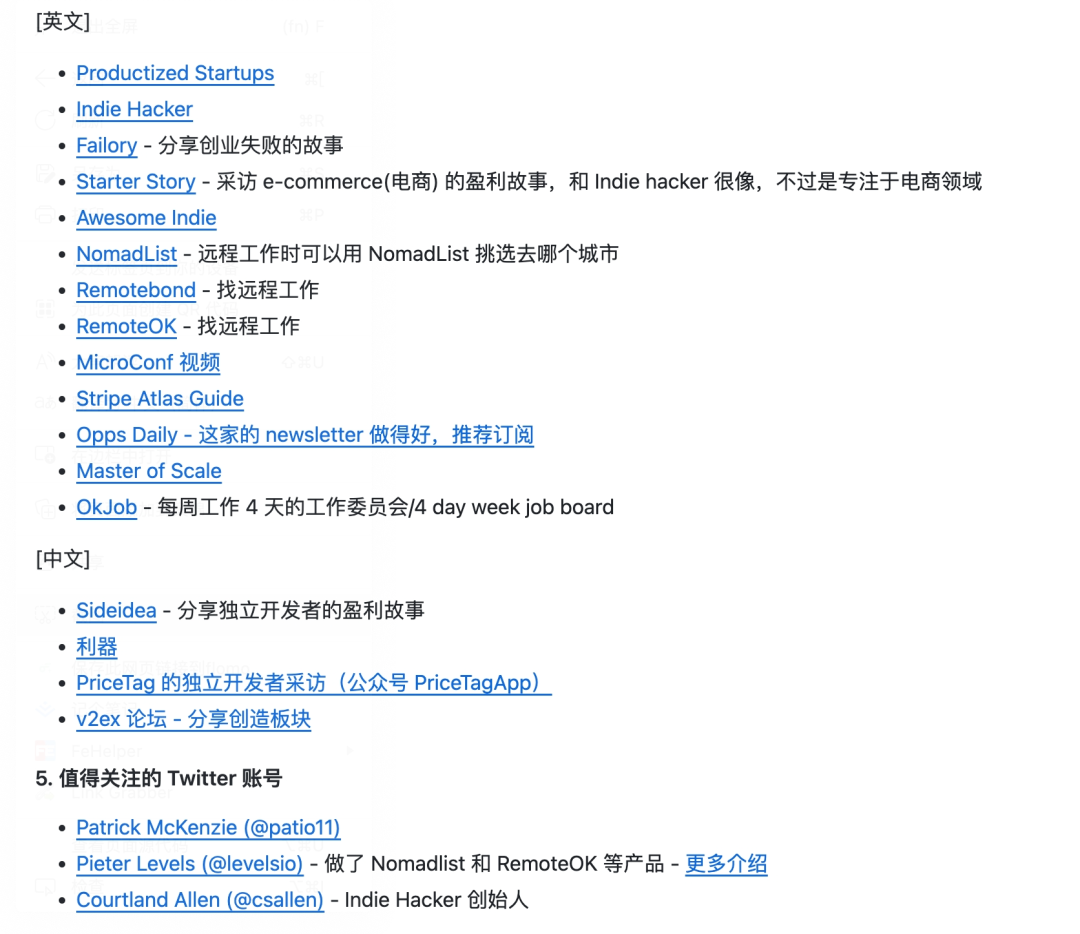 [英文]
Productized Startups
Indie Hacker
Failory - 分享创业失败的故事
Starter Story - 采访 e-commerce(电商) 的盈利故事，和 Indie hacker 很像，不过是专注于电商领域
Awesome Indie
NomadList - 远程工作时可以用 NomadList 挑选去哪个城市
Remotebond - 找远程工作
RemoteOK - 找远程工作
MicroConf 视频
Stripe Atlas Guide
Opps Daily - 这家的 newsletter 做得好，推荐订阅
Master of Scale
OkJob - 每周工作 4 天的工作委员会/4 day week job board
[中文]
Sideidea - 分享独立开发者的盈利故事
利器
PriceTag 的独立开发者采访（公众号 PriceTagApp）
v2ex 论坛 - 分享创造板块
FeHelper
5. 值得关注的 Twitter 账号
Patrick McKenzie (@patio11)
Pieter Levels (@levelsio) - 做了 Nomadlist 和 RemoteOK 等产品 - 更多介绍
Courtland Allen (@csallen) - Indie Hacker 创始人